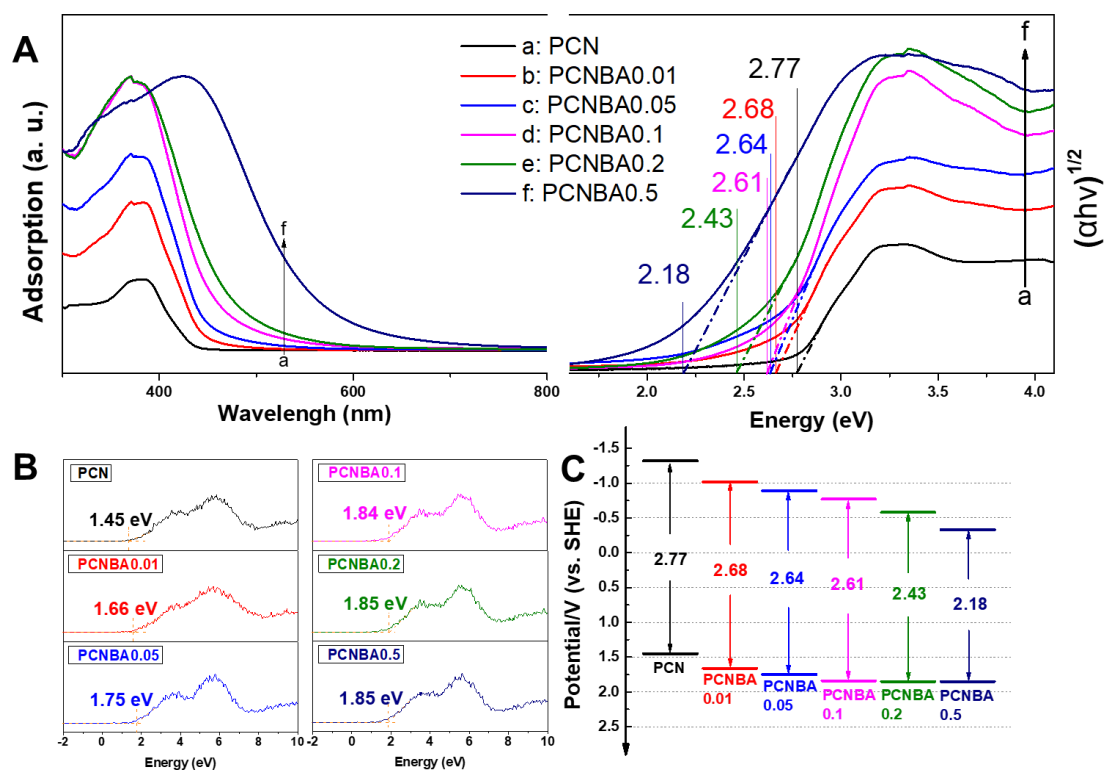 A
Adsorption (a. u.)
a: PCN
b: PCNBA0.01
c: PCNBA0.05
d: PCNBA0.1
e: PCNBA0.2
f: PCNBA0.5
f
a
400
600
800
Wavelengh (nm)
2.77
2.68
2.64
2.61
2.43
2.18
f
a
(αhv)1/2
2.0
2.5
3.0
3.5
4.0
Energy (eV)
B
PCN
1.45 eV
PCNBA0.01
1.66 eV
PCNBA0.05
1.75 eV
-2
0
2
4
6
8
10
Energy (eV)
PCNBA0.1
1.84 eV
PCNBA0.2
1.85 eV
PCNBA0.5
1.85 eV
-2
0
2
4
6
8
10
Energy (eV)
C
Potential/V (vs. SHE)
-1.5
-1.0
-0.5
0.0
0.5
1.0
1.5
2.0
2.5
2.77
2.68
2.64
2.61
2.43
2.18
PCN
PCNBA
0.01
PCNBA
0.05
PCNBA
0.1
PCNBA
0.2
PCNBA
0.5